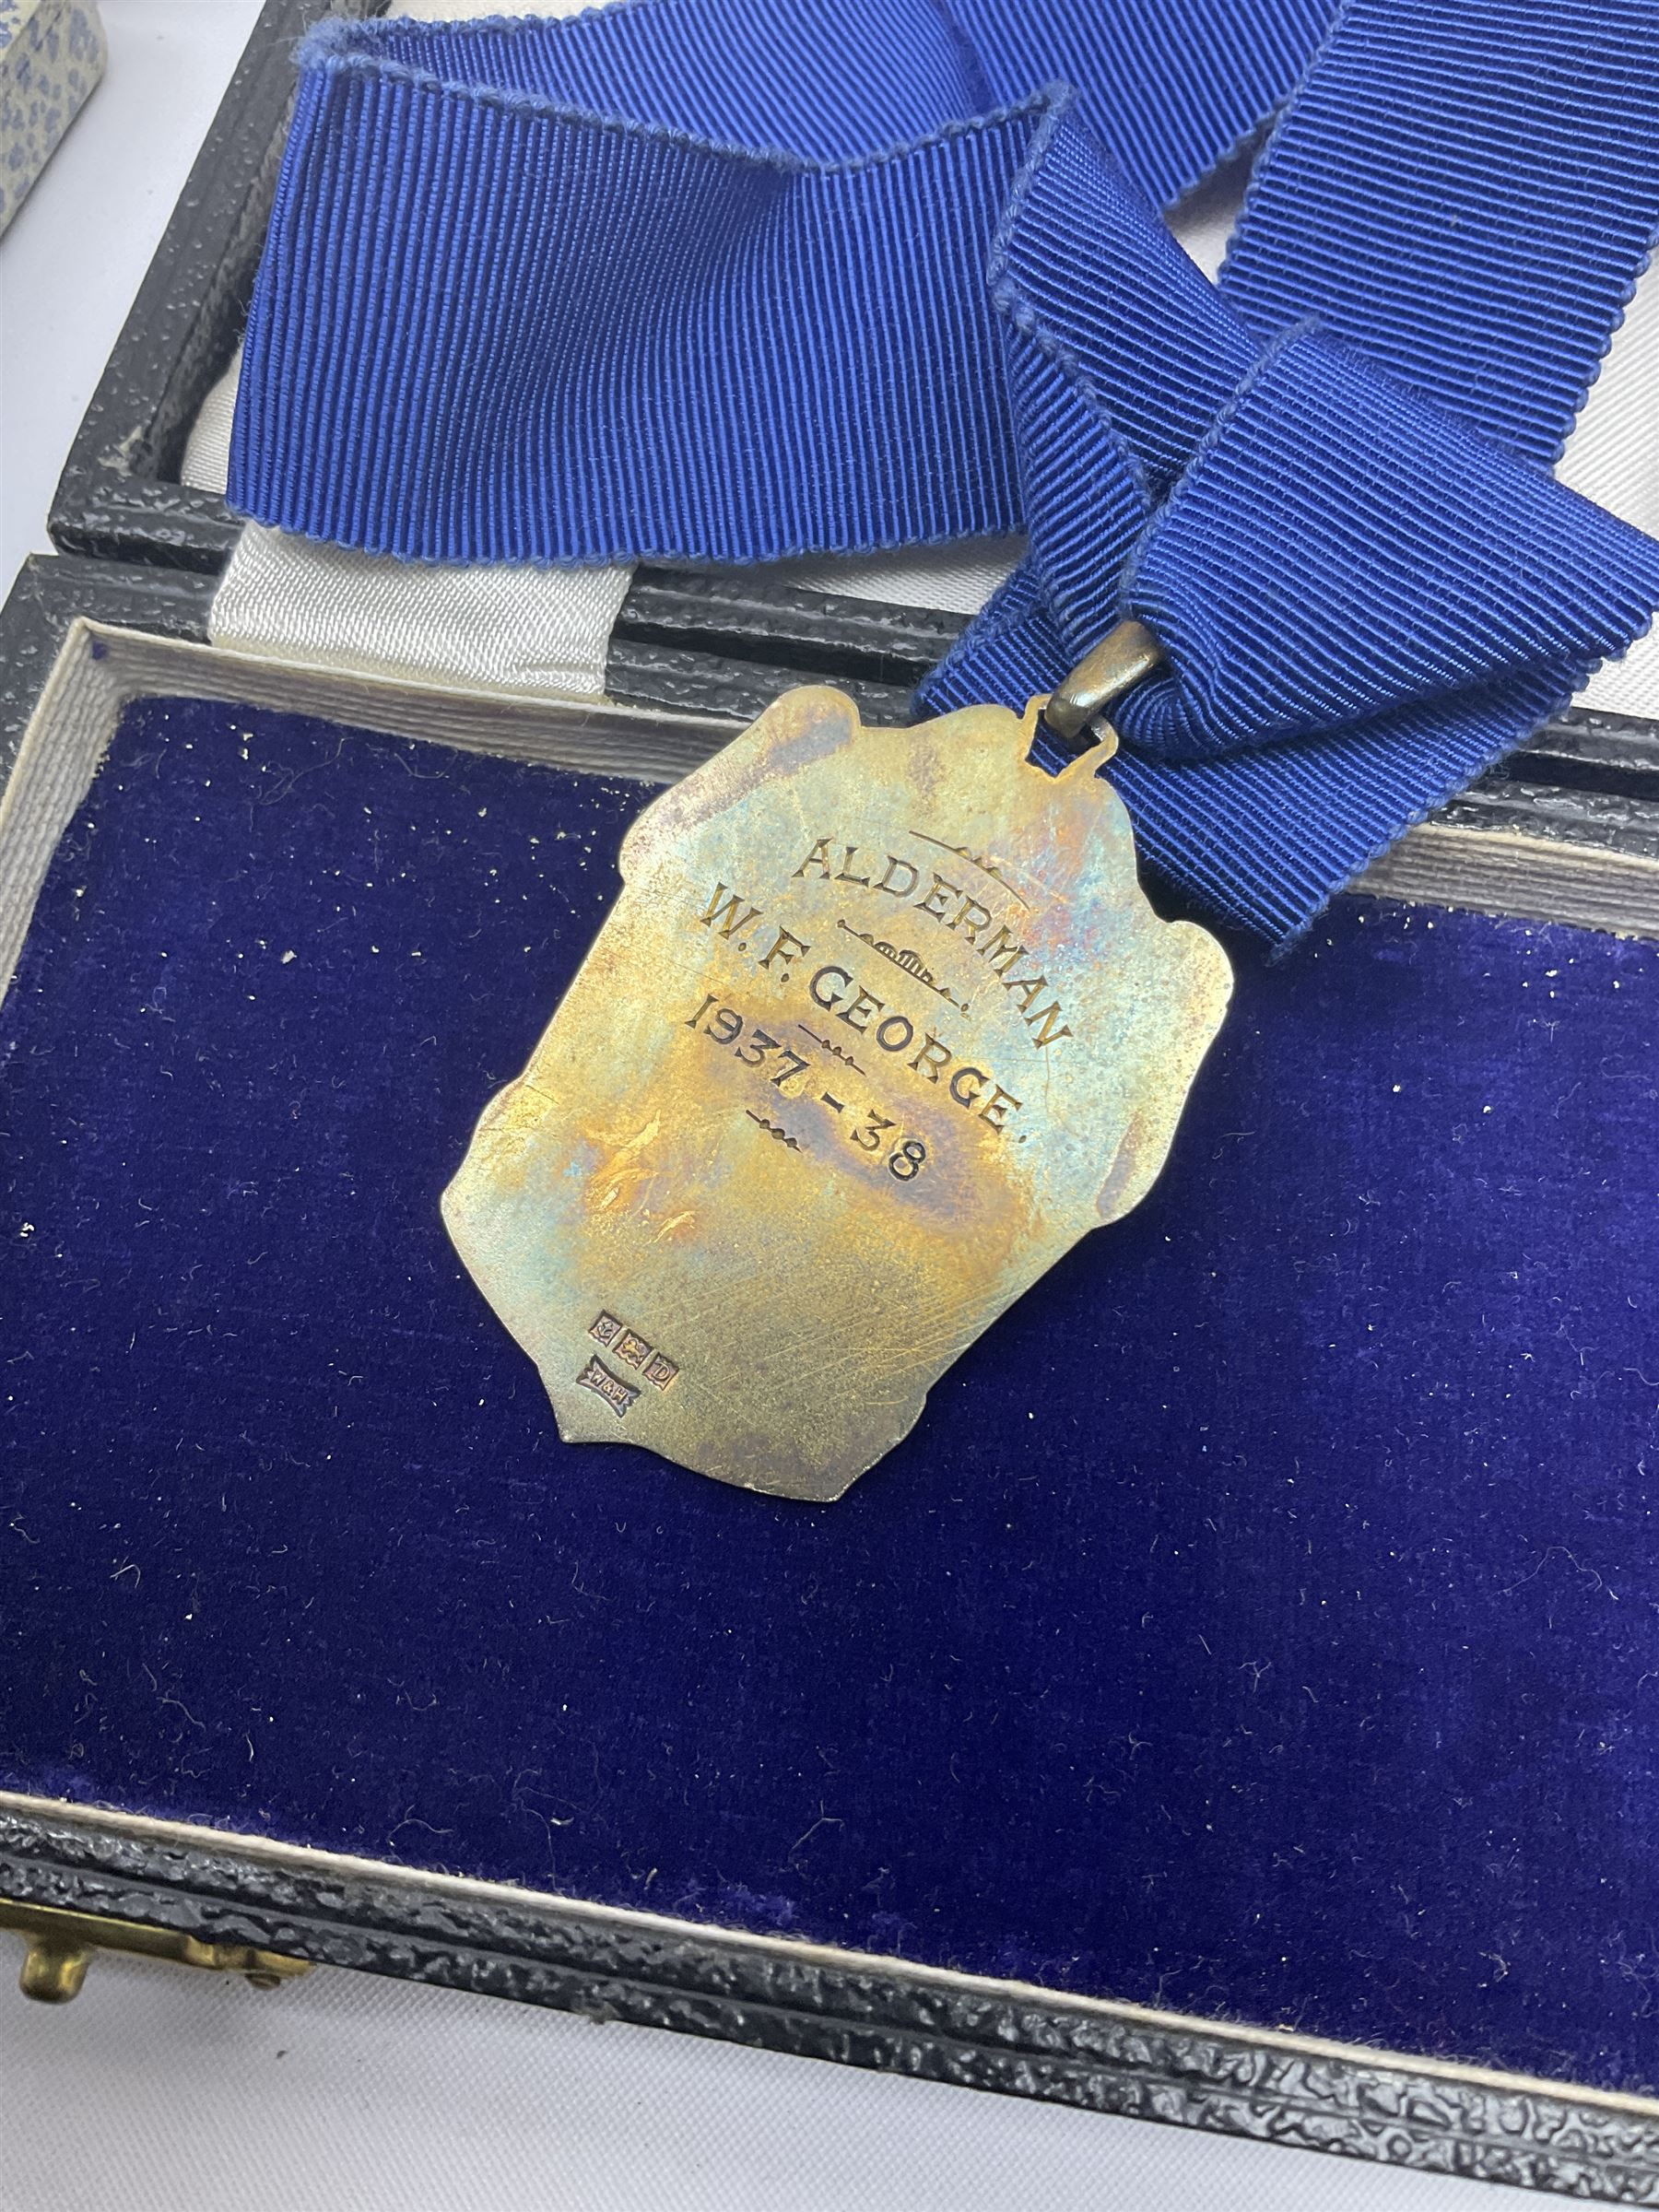 ALDERMAN
W. F. GEORGE.
1937 - 38
D
W&H